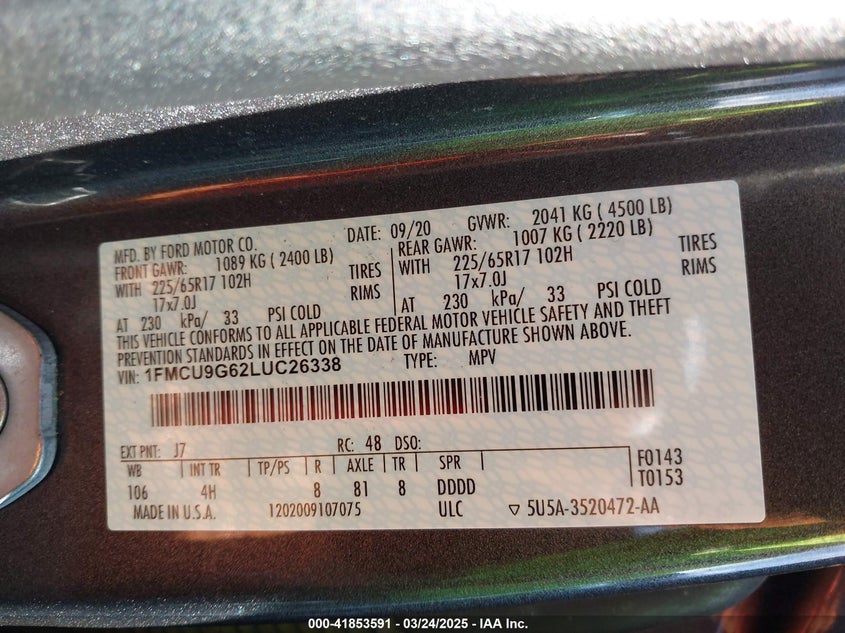 MFD. BY FORD MOTOR CO. DATE: 09/20 GVWR: 2041 KG ( 4500 LB)
FRONT GAWR: 1089 KG ( 2400 LB) REAR GAWR: 1007 KG ( 2220 LB)
WITH 225/65R17 102H TIRES WITH 225/65R17 102H TIRES
17x7.0J RIMS 17x7.0J RIMS
AT 230 kPa/ 33 PSI COLD AT 230 kPa/ 33 PSI COLD
THIS VEHICLE CONFORMS TO ALL APPLICABLE FEDERAL MOTOR VEHICLE SAFETY AND THEFT
PREVENTION STANDARDS IN EFFECT ON THE DATE OF MANUFACTURE SHOWN ABOVE.
VIN: 1FMCU9G62LUC26338 TYPE: MPV
EXT PNT: J7 RC: 48 DSO:
WB INT TR TP/PS R AXLE TR SPR F0143
106 4H 8 81 8 DDDD T0153
MADE IN U.S.A. 1202009107075 ULC ▽ 5U5A-3520472-AA
000-41853591 - 03/24/2025 - IAA Inc.